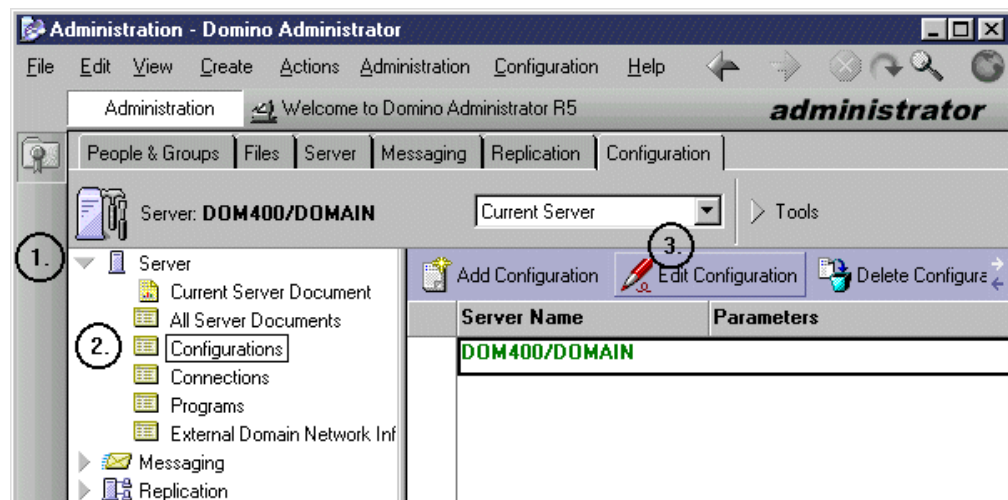 Administration - Domino Administrator
File Edit View Create Actions Administration Configuration Help
Administration Welcome to Domino Administrator R5 administrator
People & Groups Files Server Messaging Replication Configuration
Server: DOM400/DOMAIN Current Server Tools
1. Server 3.
Add Configuration Edit Configuration Delete Configura
Current Server Document
All Server Documents
Server Name Parameters
2. Configurations
DOM400/DOMAIN
Connections
Programs
External Domain Network Inf
Messaging
Replication